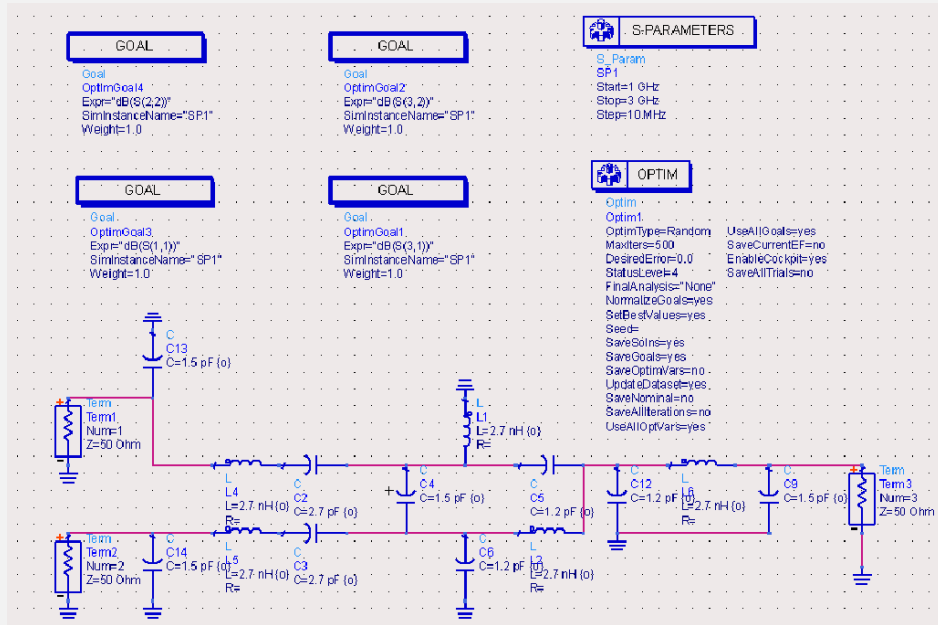 GOAL
Goal
OptimGoal4
Expr="dB(S(2,2))"
SimInstanceName="SP1"
Weight=1.0
GOAL
Goal
OptimGoal2
Expr="dB(S(3,2))"
SimInstanceName="SP1"
Weight=1.0
S-PARAMETERS
S_Param
SP1
Start=1 GHz
Stop=3 GHz
Step=10 MHz
GOAL
Goal
OptimGoal3
Expr="dB(S(1,1))"
SimInstanceName="SP1"
Weight=1.0
GOAL
Goal
OptimGoal1
Expr="dB(S(3,1))"
SimInstanceName="SP1"
Weight=1.0
OPTIM
Optim
Optim1
OptimType=Random UseAllGoals=yes
MaxIters=500 SaveCurrentEF=no
DesiredError=0.0 EnableCockpit=yes
StatusLevel=4 SaveAllTrials=no
FinalAnalysis="None"
NormalizeGoals=yes
SetBestValues=yes
Seed=
SaveSolns=yes
SaveGoals=yes
SaveOptimVars=no
UpdateDataset=yes
SaveNominal=no
SaveAllIterations=no
UseAllOptVars=yes
C
C13
C=1.5 pF {o}
Term
Term1
Num=1
Z=50 Ohm
L
L1
L=2.7 nH {o}
R=
L
L4
L=2.7 nH {o}
R=
C
C2
C=2.7 pF {o}
C
C4
C=1.5 pF {o}
C
C5
C=1.2 pF {o}
C
C12
C=1.2 pF {o}
L
L6
L=2.7 nH {o}
R=
C
C9
C=1.5 pF {o}
Term
Term3
Num=3
Z=50 Ohm
Term
Term2
Num=2
Z=50 Ohm
C
C14
C=1.5 pF {o}
L
L5
L=2.7 nH {o}
R=
C
C3
C=2.7 pF {o}
C
C6
C=1.2 pF {o}
L
L2
L=2.7 nH {o}
R=